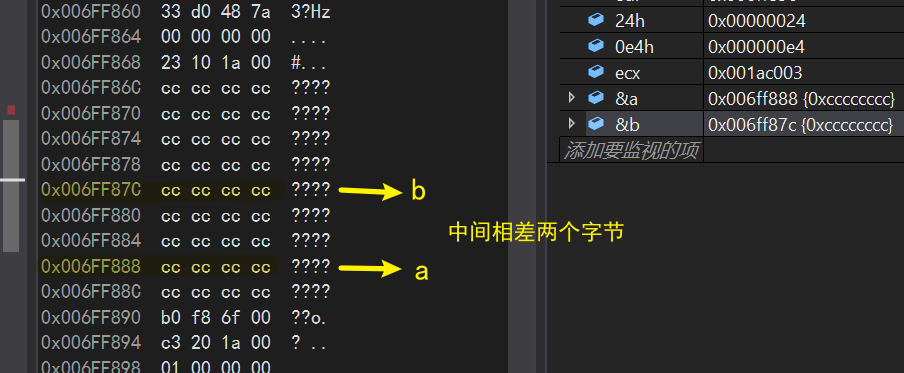 0x006FF860 33 d0 48 7a 3?Hz
0x006FF864 00 00 00 00 ....
0x006FF868 23 10 1a 00 #...
0x006FF86C cc cc cc cc ????
0x006FF870 cc cc cc cc ????
0x006FF874 cc cc cc cc ????
0x006FF878 cc cc cc cc ????
0x006FF87C cc cc cc cc ???? b
0x006FF880 cc cc cc cc ????
0x006FF884 cc cc cc cc ????
中间相差两个字节
0x006FF888 cc cc cc cc ???? a
0x006FF88C cc cc cc cc ????
0x006FF890 b0 f8 6f 00 ??o.
0x006FF894 c3 20 1a 00 ? ..
0x006FF898 01 00 00 00
24h 0x00000024
0e4h 0x000000e4
ecx 0x001ac003
&a 0x006ff888 {0xcccccccc}
&b 0x006ff87c {0xcccccccc}
添加要监视的项